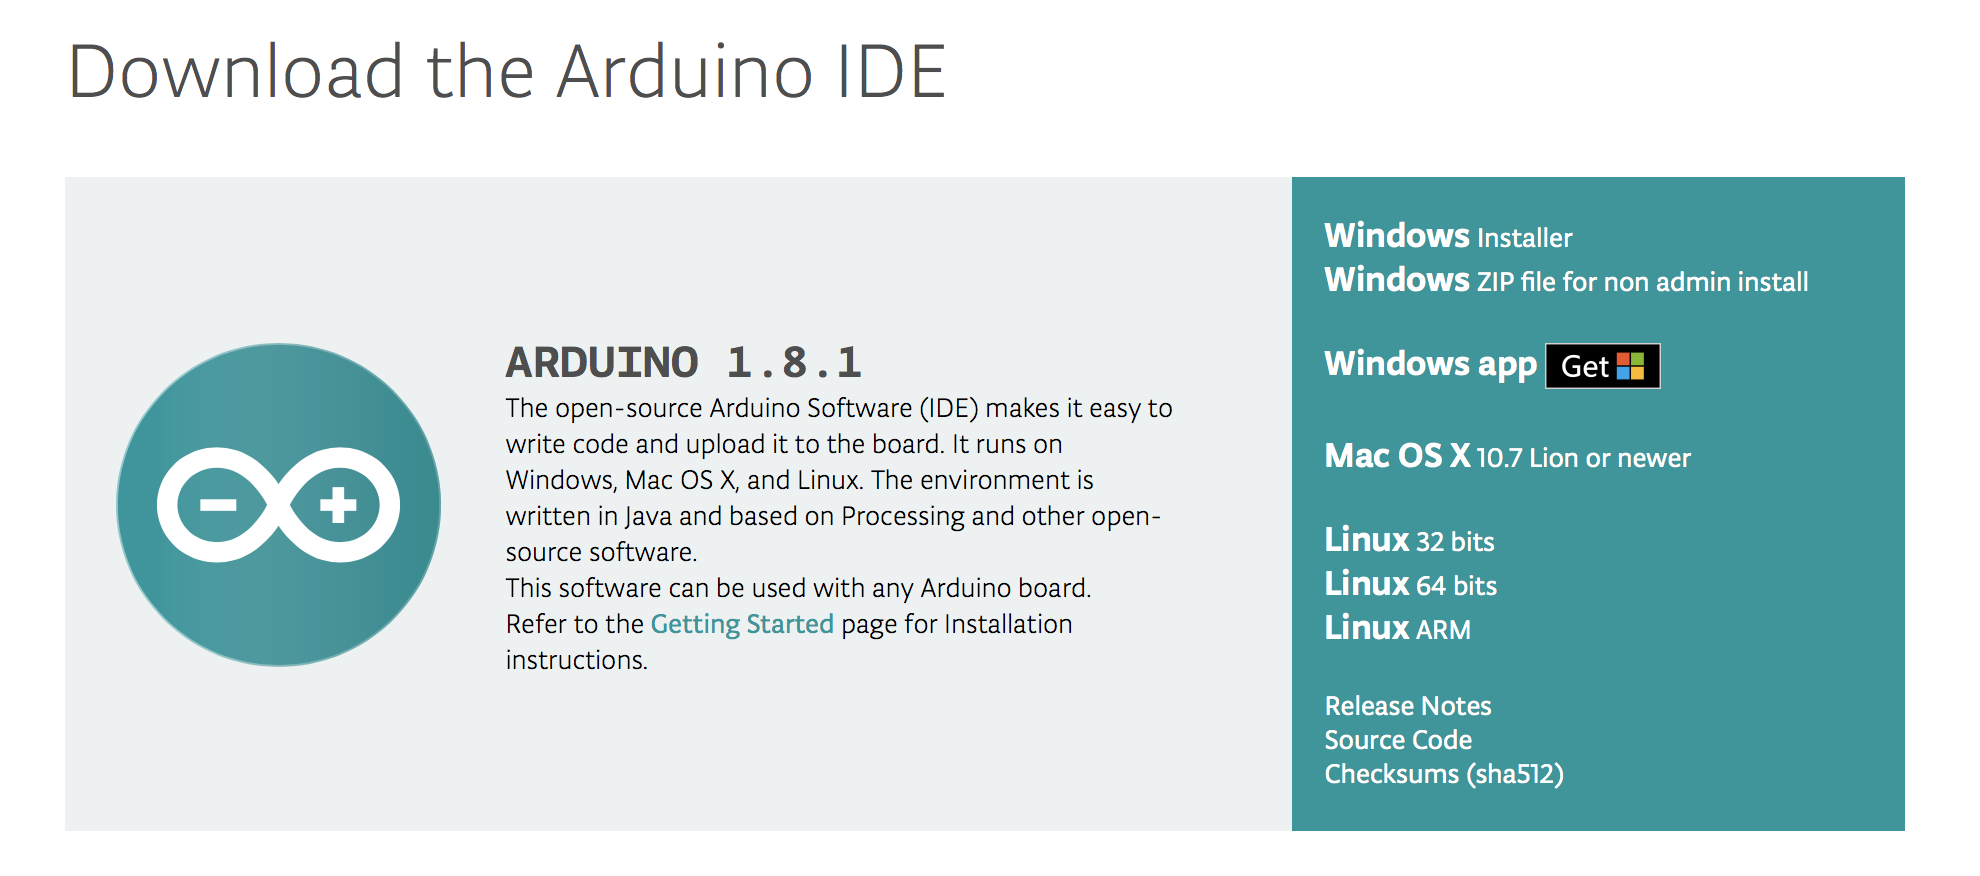 Download the Arduino IDE
ARDUINO 1.8.1
The open-source Arduino Software (IDE) makes it easy to
write code and upload it to the board. It runs on
Windows, Mac OS X, and Linux. The environment is
written in Java and based on Processing and other open-
source software.
This software can be used with any Arduino board.
Refer to the Getting Started page for Installation
instructions.
Windows Installer
Windows ZIP file for non admin install
Windows app Get
Mac OS X 10.7 Lion or newer
Linux 32 bits
Linux 64 bits
Linux ARM
Release Notes
Source Code
Checksums (sha512)